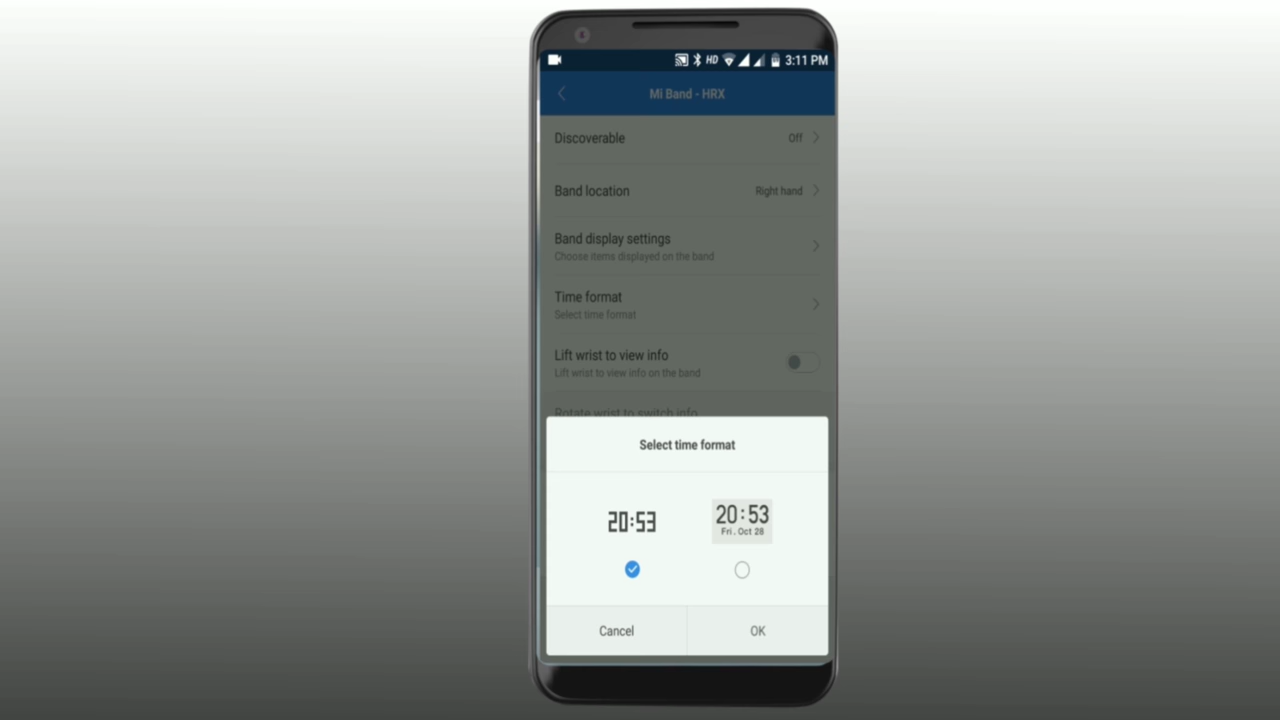 HD 3:11 PM
Mi Band - HRX
Discoverable Off
Band location Right hand
Band display settings
Choose items displayed on the band
Time format
Select time format
Lift wrist to view info
Lift wrist to view info on the band
Rotate wrist to switch info
Select time format
20:53 20:53
Fri. Oct 28
Cancel OK